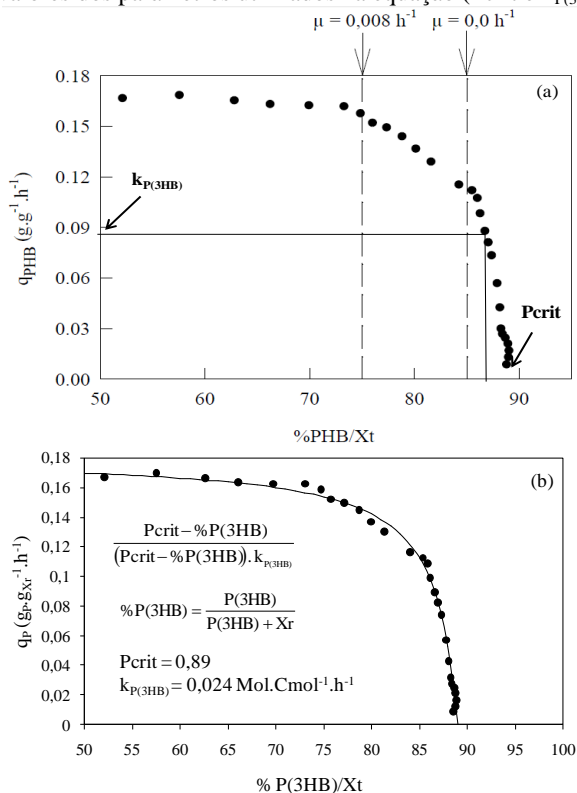 μ = 0,008 h⁻¹ μ = 0,0 h⁻¹
(a)
0.18
0.15
0.12
0.09
0.06
0.03
0.00
k_P(3HB)
Pcrit
q_PHB (g.g⁻¹.h⁻¹)
50 60 70 80 90
%PHB/Xt
(b)
0,18
0,16
0,14
0,12
0,1
0,08
0,06
0,04
0,02
0
q_P (g_P.g_Xr⁻¹.h⁻¹)
Pcrit – %P(3HB)
(Pcrit – %P(3HB)). k_P(3HB)
%P(3HB) = P(3HB)
P(3HB) + Xr
Pcrit = 0,89
k_P(3HB) = 0,024 Mol.Cmol⁻¹.h⁻¹
50 55 60 65 70 75 80 85 90 95 100
% P(3HB)/Xt